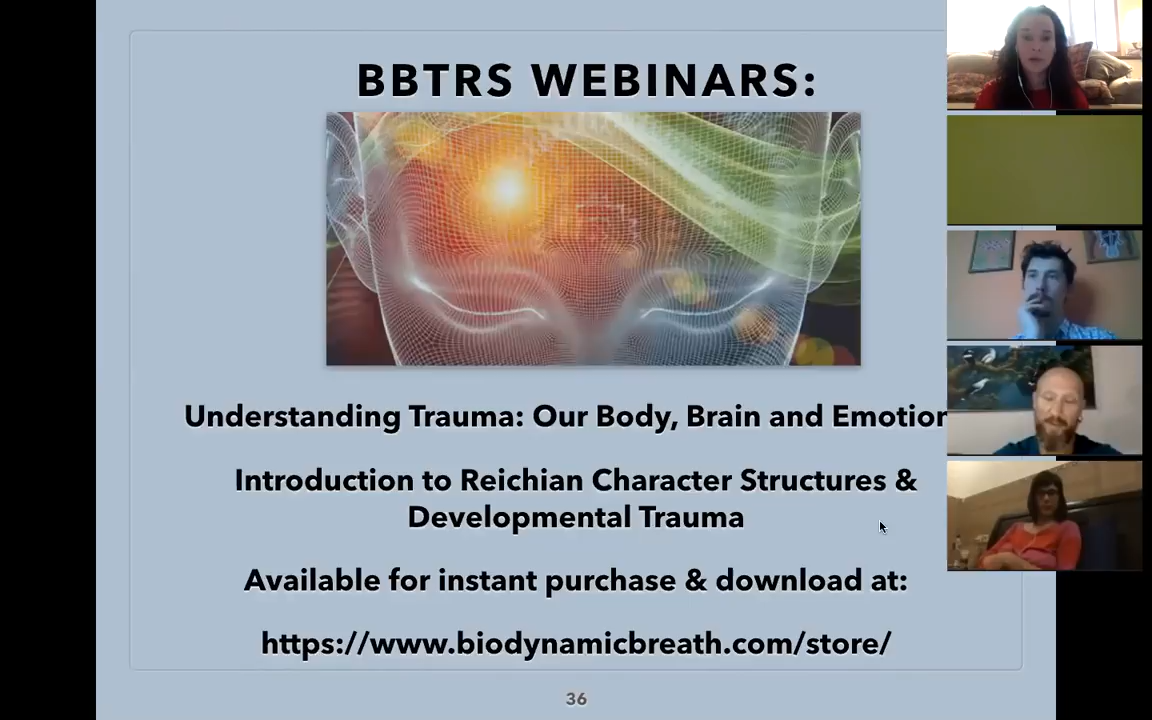 BBTRS WEBINARS:
Understanding Trauma: Our Body, Brain and Emotion
Introduction to Reichian Character Structures &
Developmental Trauma
Available for instant purchase & download at:
https://www.biodynamicbreath.com/store/
36